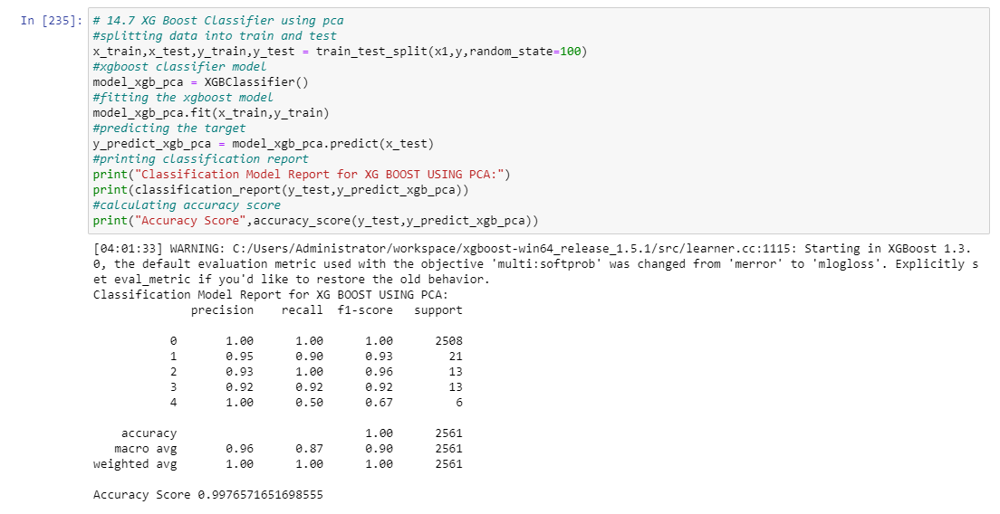 In [235]: # 14.7 XG Boost Classifier using pca
#splitting data into train and test
x_train,x_test,y_train,y_test = train_test_split(x1,y,random_state=100)
#xgboost classifier model
model_xgb_pca = XGBClassifier()
#fitting the xgboost model
model_xgb_pca.fit(x_train,y_train)
#predicting the target
y_predict_xgb_pca = model_xgb_pca.predict(x_test)
#printing classification report
print("Classification Model Report for XG BOOST USING PCA:")
print(classification_report(y_test,y_predict_xgb_pca))
#calculating accuracy score
print("Accuracy Score",accuracy_score(y_test,y_predict_xgb_pca))
[04:01:33] WARNING: C:/Users/Administrator/workspace/xgboost-win64_release_1.5.1/src/learner.cc:1115: Starting in XGBoost 1.3.
0, the default evaluation metric used with the objective 'multi:softprob' was changed from 'merror' to 'mlogloss'. Explicitly s
et eval_metric if you'd like to restore the old behavior.
Classification Model Report for XG BOOST USING PCA:
precision recall f1-score support
0 1.00 1.00 1.00 2508
1 0.95 0.90 0.93 21
2 0.93 1.00 0.96 13
3 0.92 0.92 0.92 13
4 1.00 0.50 0.67 6
accuracy 1.00 2561
macro avg 0.96 0.87 0.90 2561
weighted avg 1.00 1.00 1.00 2561
Accuracy Score 0.9976571651698555